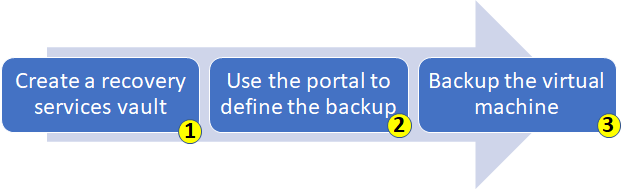 Create a recovery
services vault
1
Use the portal to
define the backup
2
Backup the virtual
machine
3